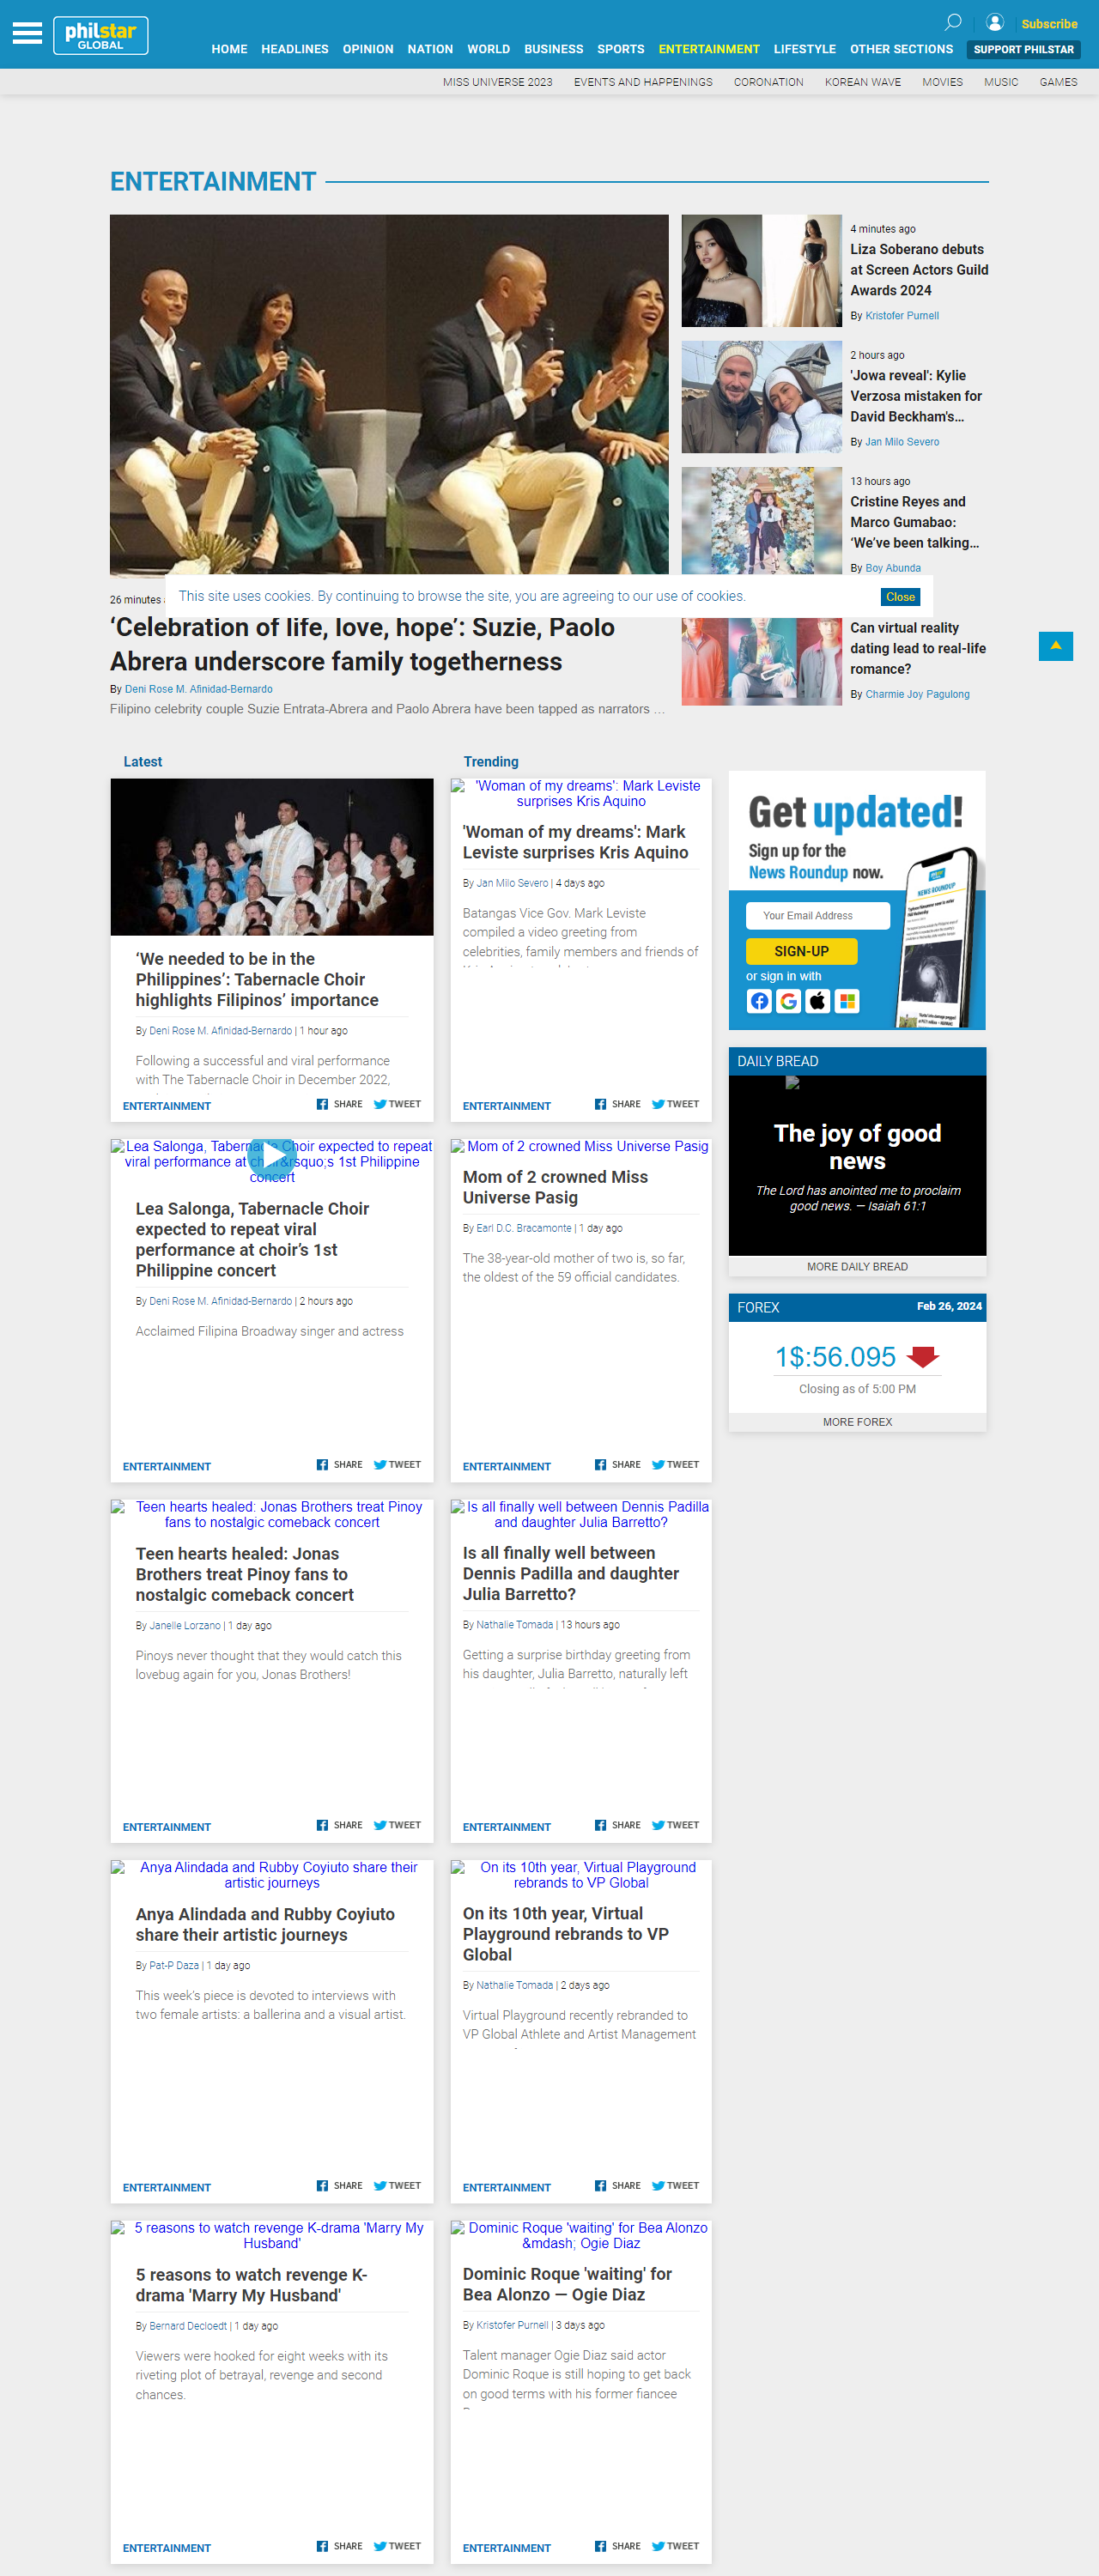 philstar
GLOBAL
Subscribe
HOME HEADLINES OPINION NATION WORLD BUSINESS SPORTS ENTERTAINMENT LIFESTYLE OTHER SECTIONS SUPPORT PHILSTAR
MISS UNIVERSE 2023 EVENTS AND HAPPENINGS CORONATION KOREAN WAVE MOVIES MUSIC GAMES
ENTERTAINMENT
4 minutes ago
Liza Soberano debuts
at Screen Actors Guild
Awards 2024
By Kristofer Purnell
2 hours ago
'Jowa reveal': Kylie
Verzosa mistaken for
David Beckham's...
By Jan Milo Severo
13 hours ago
Cristine Reyes and
Marco Gumabao:
‘We’ve been talking...
By Boy Abunda
This site uses cookies. By continuing to browse the site, you are agreeing to our use of cookies.
Close
26 minutes
‘Celebration of life, love, hope’: Suzie, Paolo
Abrera underscore family togetherness
By Deni Rose M. Afinidad-Bernardo
Filipino celebrity couple Suzie Entrata-Abrera and Paolo Abrera have been tapped as narrators ...
Can virtual reality
dating lead to real-life
romance?
By Charmie Joy Pagulong
Latest
‘We needed to be in the
Philippines’: Tabernacle Choir
highlights Filipinos’ importance
By Deni Rose M. Afinidad-Bernardo | 1 hour ago
Following a successful and viral performance
with The Tabernacle Choir in December 2022,
ENTERTAINMENT SHARE TWEET
Lea Salonga, Tabernacle Choir expected to repeat
viral performance at choir&rsquo;s 1st Philippine
concert
Lea Salonga, Tabernacle Choir
expected to repeat viral
performance at choir’s 1st
Philippine concert
By Deni Rose M. Afinidad-Bernardo | 2 hours ago
Acclaimed Filipina Broadway singer and actress
ENTERTAINMENT SHARE TWEET
Teen hearts healed: Jonas Brothers treat Pinoy
fans to nostalgic comeback concert
Teen hearts healed: Jonas
Brothers treat Pinoy fans to
nostalgic comeback concert
By Janelle Lorzano | 1 day ago
Pinoys never thought that they would catch this
lovebug again for you, Jonas Brothers!
ENTERTAINMENT SHARE TWEET
Anya Alindada and Rubby Coyiuto share their
artistic journeys
Anya Alindada and Rubby Coyiuto
share their artistic journeys
By Pat-P Daza | 1 day ago
This week’s piece is devoted to interviews with
two female artists: a ballerina and a visual artist.
ENTERTAINMENT SHARE TWEET
5 reasons to watch revenge K-drama 'Marry My
Husband'
5 reasons to watch revenge K-
drama 'Marry My Husband'
By Bernard Decloedt | 1 day ago
Viewers were hooked for eight weeks with its
riveting plot of betrayal, revenge and second
chances.
ENTERTAINMENT SHARE TWEET
Trending
'Woman of my dreams': Mark Leviste
surprises Kris Aquino
'Woman of my dreams': Mark
Leviste surprises Kris Aquino
By Jan Milo Severo | 4 days ago
Batangas Vice Gov. Mark Leviste
compiled a video greeting from
celebrities, family members and friends of
ENTERTAINMENT SHARE TWEET
Mom of 2 crowned Miss Universe Pasig
Mom of 2 crowned Miss
Universe Pasig
By Earl D.C. Bracamonte | 1 day ago
The 38-year-old mother of two is, so far,
the oldest of the 59 official candidates.
ENTERTAINMENT SHARE TWEET
Is all finally well between Dennis Padilla
and daughter Julia Barretto?
Is all finally well between
Dennis Padilla and daughter
Julia Barretto?
By Nathalie Tomada | 13 hours ago
Getting a surprise birthday greeting from
his daughter, Julia Barretto, naturally left
ENTERTAINMENT SHARE TWEET
On its 10th year, Virtual Playground
rebrands to VP Global
On its 10th year, Virtual
Playground rebrands to VP
Global
By Nathalie Tomada | 2 days ago
Virtual Playground recently rebranded to
VP Global Athlete and Artist Management
ENTERTAINMENT SHARE TWEET
Dominic Roque 'waiting' for Bea Alonzo
&mdash; Ogie Diaz
Dominic Roque 'waiting' for
Bea Alonzo — Ogie Diaz
By Kristofer Purnell | 3 days ago
Talent manager Ogie Diaz said actor
Dominic Roque is still hoping to get back
on good terms with his former fiancee
ENTERTAINMENT SHARE TWEET
Get updated!
Sign up for the
News Roundup now.
Your Email Address
SIGN-UP
or sign in with
NEWS ROUNDUP
DAILY BREAD
The joy of good
news
The Lord has anointed me to proclaim
good news. — Isaiah 61:1
MORE DAILY BREAD
FOREX Feb 26, 2024
1$:56.095
Closing as of 5:00 PM
MORE FOREX